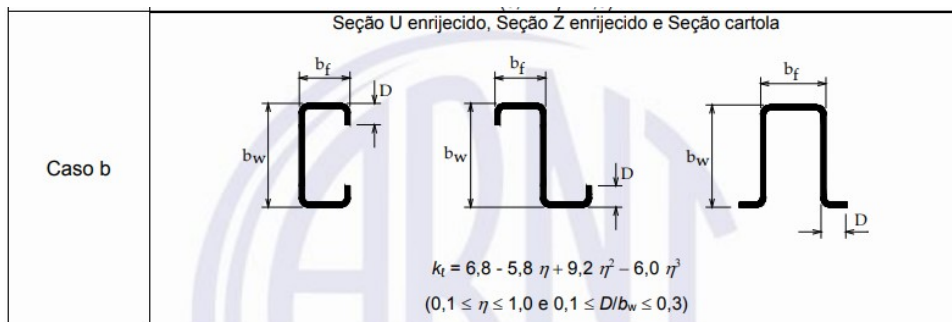 Seção U enrijecido, Seção Z enrijecido e Seção cartola
Caso b
b_f
D
b_w
b_f
b_w
D
b_f
b_w
D
k_ℓ = 6,8 - 5,8 η + 9,2 η² – 6,0 η³
(0,1 ≤ η ≤ 1,0 e 0,1 ≤ D/b_w ≤ 0,3)